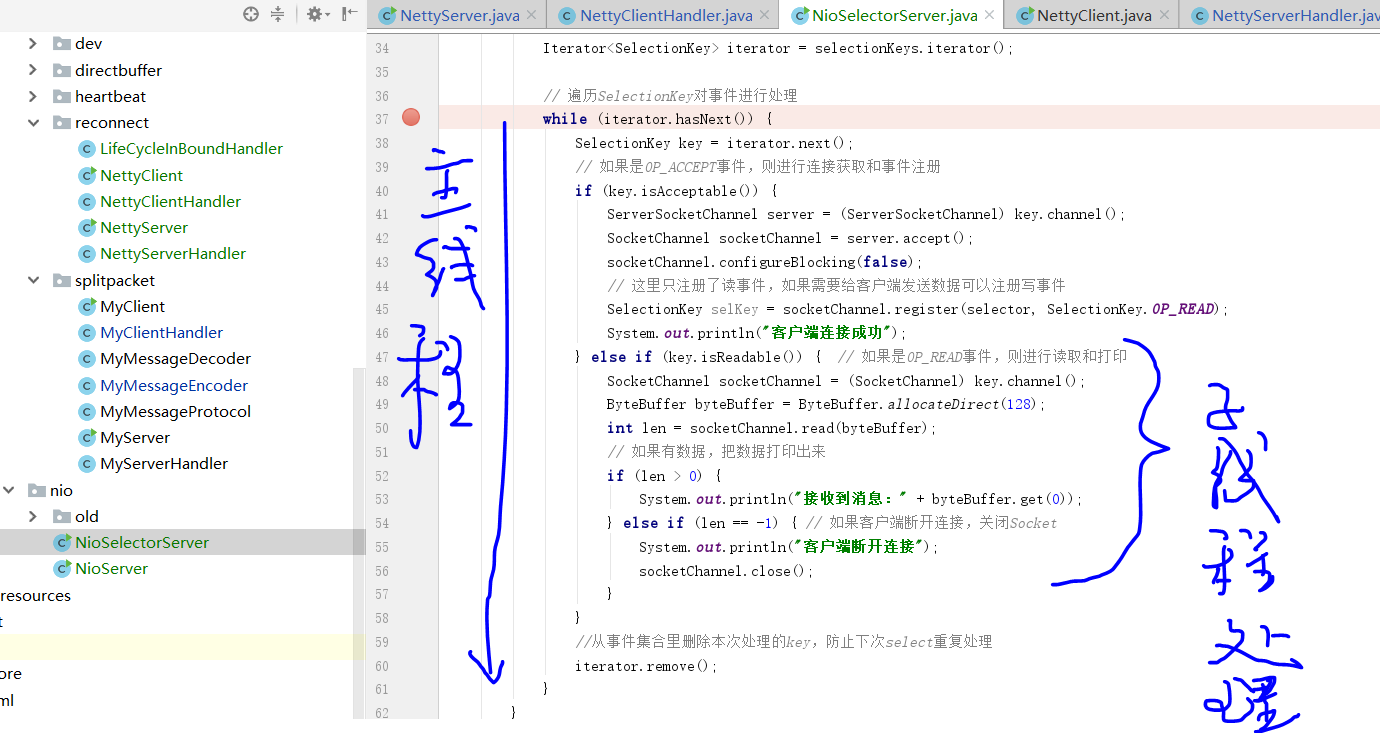 NettyServer.java
NettyClientHandler.java
NioSelectorServer.java
NettyClient.java
NettyServerHandler.jav
dev
directbuffer
heartbeat
reconnect
LifeCycleInBoundHandler
NettyClient
NettyClientHandler
NettyServer
NettyServerHandler
splitpacket
MyClient
MyClientHandler
MyMessageDecoder
MyMessageEncoder
MyMessageProtocol
MyServer
MyServerHandler
nio
old
NioSelectorServer
NioServer
resources
t
ore
ml
34 Iterator<SelectionKey> iterator = selectionKeys.iterator();
35
36 // 遍历SelectionKey对事件进行处理
37 while (iterator.hasNext()) {
38 SelectionKey key = iterator.next();
39 // 如果是OP_ACCEPT事件，则进行连接获取和事件注册
40 if (key.isAcceptable()) {
41 ServerSocketChannel server = (ServerSocketChannel) key.channel();
42 SocketChannel socketChannel = server.accept();
43 socketChannel.configureBlocking(false);
44 // 这里只注册了读事件，如果需要给客户端发送数据可以注册写事件
45 SelectionKey selKey = socketChannel.register(selector, SelectionKey.OP_READ);
46 System.out.println("客户端连接成功");
47 } else if (key.isReadable()) { // 如果是OP_READ事件，则进行读取和打印
48 SocketChannel socketChannel = (SocketChannel) key.channel();
49 ByteBuffer byteBuffer = ByteBuffer.allocateDirect(128);
50 int len = socketChannel.read(byteBuffer);
51 // 如果有数据，把数据打印出来
52 if (len > 0) {
53 System.out.println("接收到消息：" + byteBuffer.get(0));
54 } else if (len == -1) { // 如果客户端断开连接，关闭Socket
55 System.out.println("客户端断开连接");
56 socketChannel.close();
57 }
58 }
59 //从事件集合里删除本次处理的key，防止下次select重复处理
60 iterator.remove();
61 }
62 }
主
线
程
子
线
程
处
理